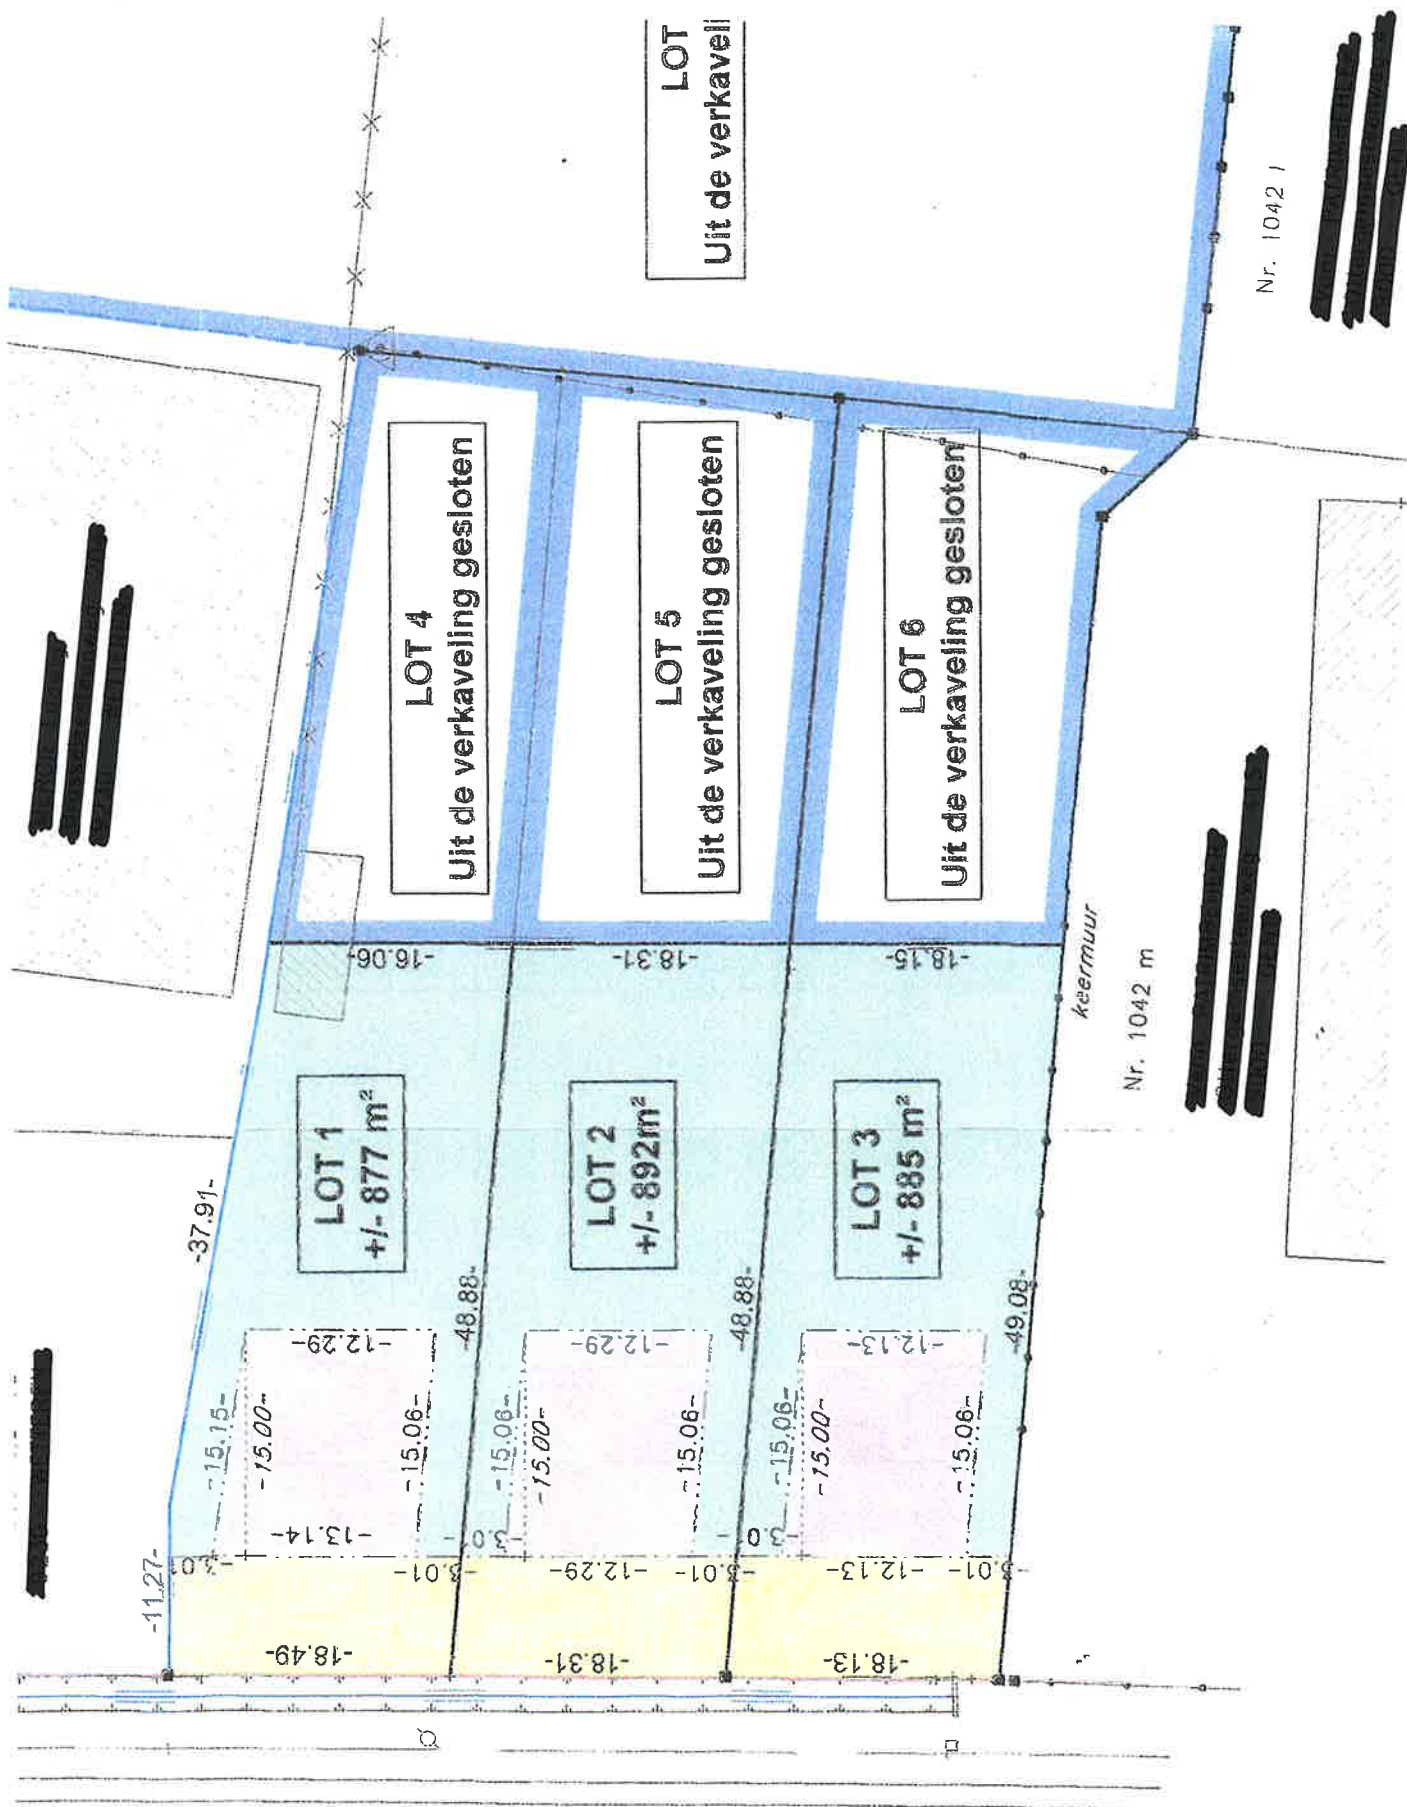 LOT
Uit de verkaveli
Nr. 1042 l
LOT 4
Uit de verkaveling gesloten
LOT 5
Uit de verkaveling gesloten
LOT 6
Uit de verkaveling gesloten
-16.06-
-18.31-
-18.15-
keermuur
Nr. 1042 m
LOT 1
+/- 877 m²
LOT 2
+/- 892m²
LOT 3
+/- 885 m²
-37.91-
-48.88-
-48.88-
-49.08-
-12.29-
-12.29-
-12.13-
-15.15-
-15.00-
-15.06-
-15.06-
-15.00-
-15.06-
-15.06-
-15.00-
-15.06-
-11.27-
3.01-
-13.14-
-3.01-
-3.0
-12.29-
-3.01-
-3.0
-12.13-
-3.01-
-18.49-
-18.31-
-18.13-